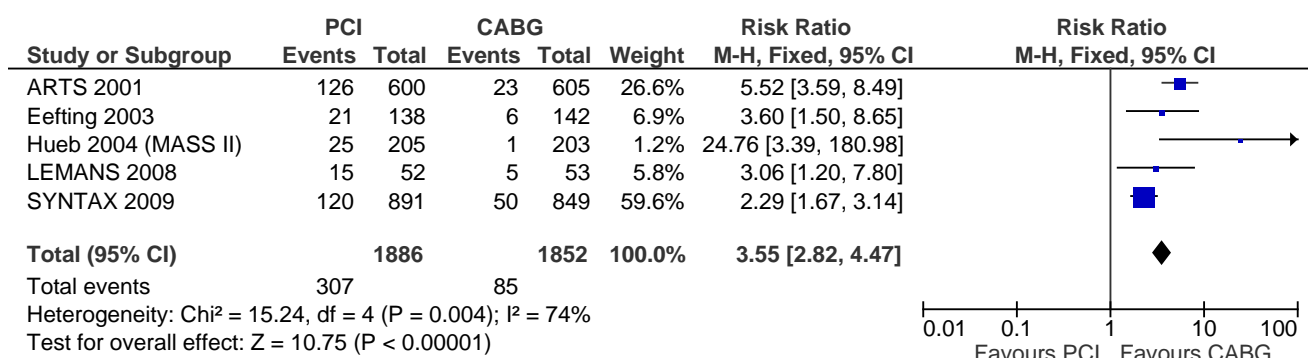 PCI CABG Risk Ratio Risk Ratio
Study or Subgroup Events Total Events Total Weight M-H, Fixed, 95% CI M-H, Fixed, 95% CI
ARTS 2001 126 600 23 605 26.6% 5.52 [3.59, 8.49]
Eefting 2003 21 138 6 142 6.9% 3.60 [1.50, 8.65]
Hueb 2004 (MASS II) 25 205 1 203 1.2% 24.76 [3.39, 180.98]
LEMANS 2008 15 52 5 53 5.8% 3.06 [1.20, 7.80]
SYNTAX 2009 120 891 50 849 59.6% 2.29 [1.67, 3.14]
Total (95% CI) 1886 1852 100.0% 3.55 [2.82, 4.47]
Total events 307 85
Heterogeneity: Chi² = 15.24, df = 4 (P = 0.004); I² = 74%
Test for overall effect: Z = 10.75 (P < 0.00001)
0.01 0.1 1 10 100
Favours PCI Favours CABG